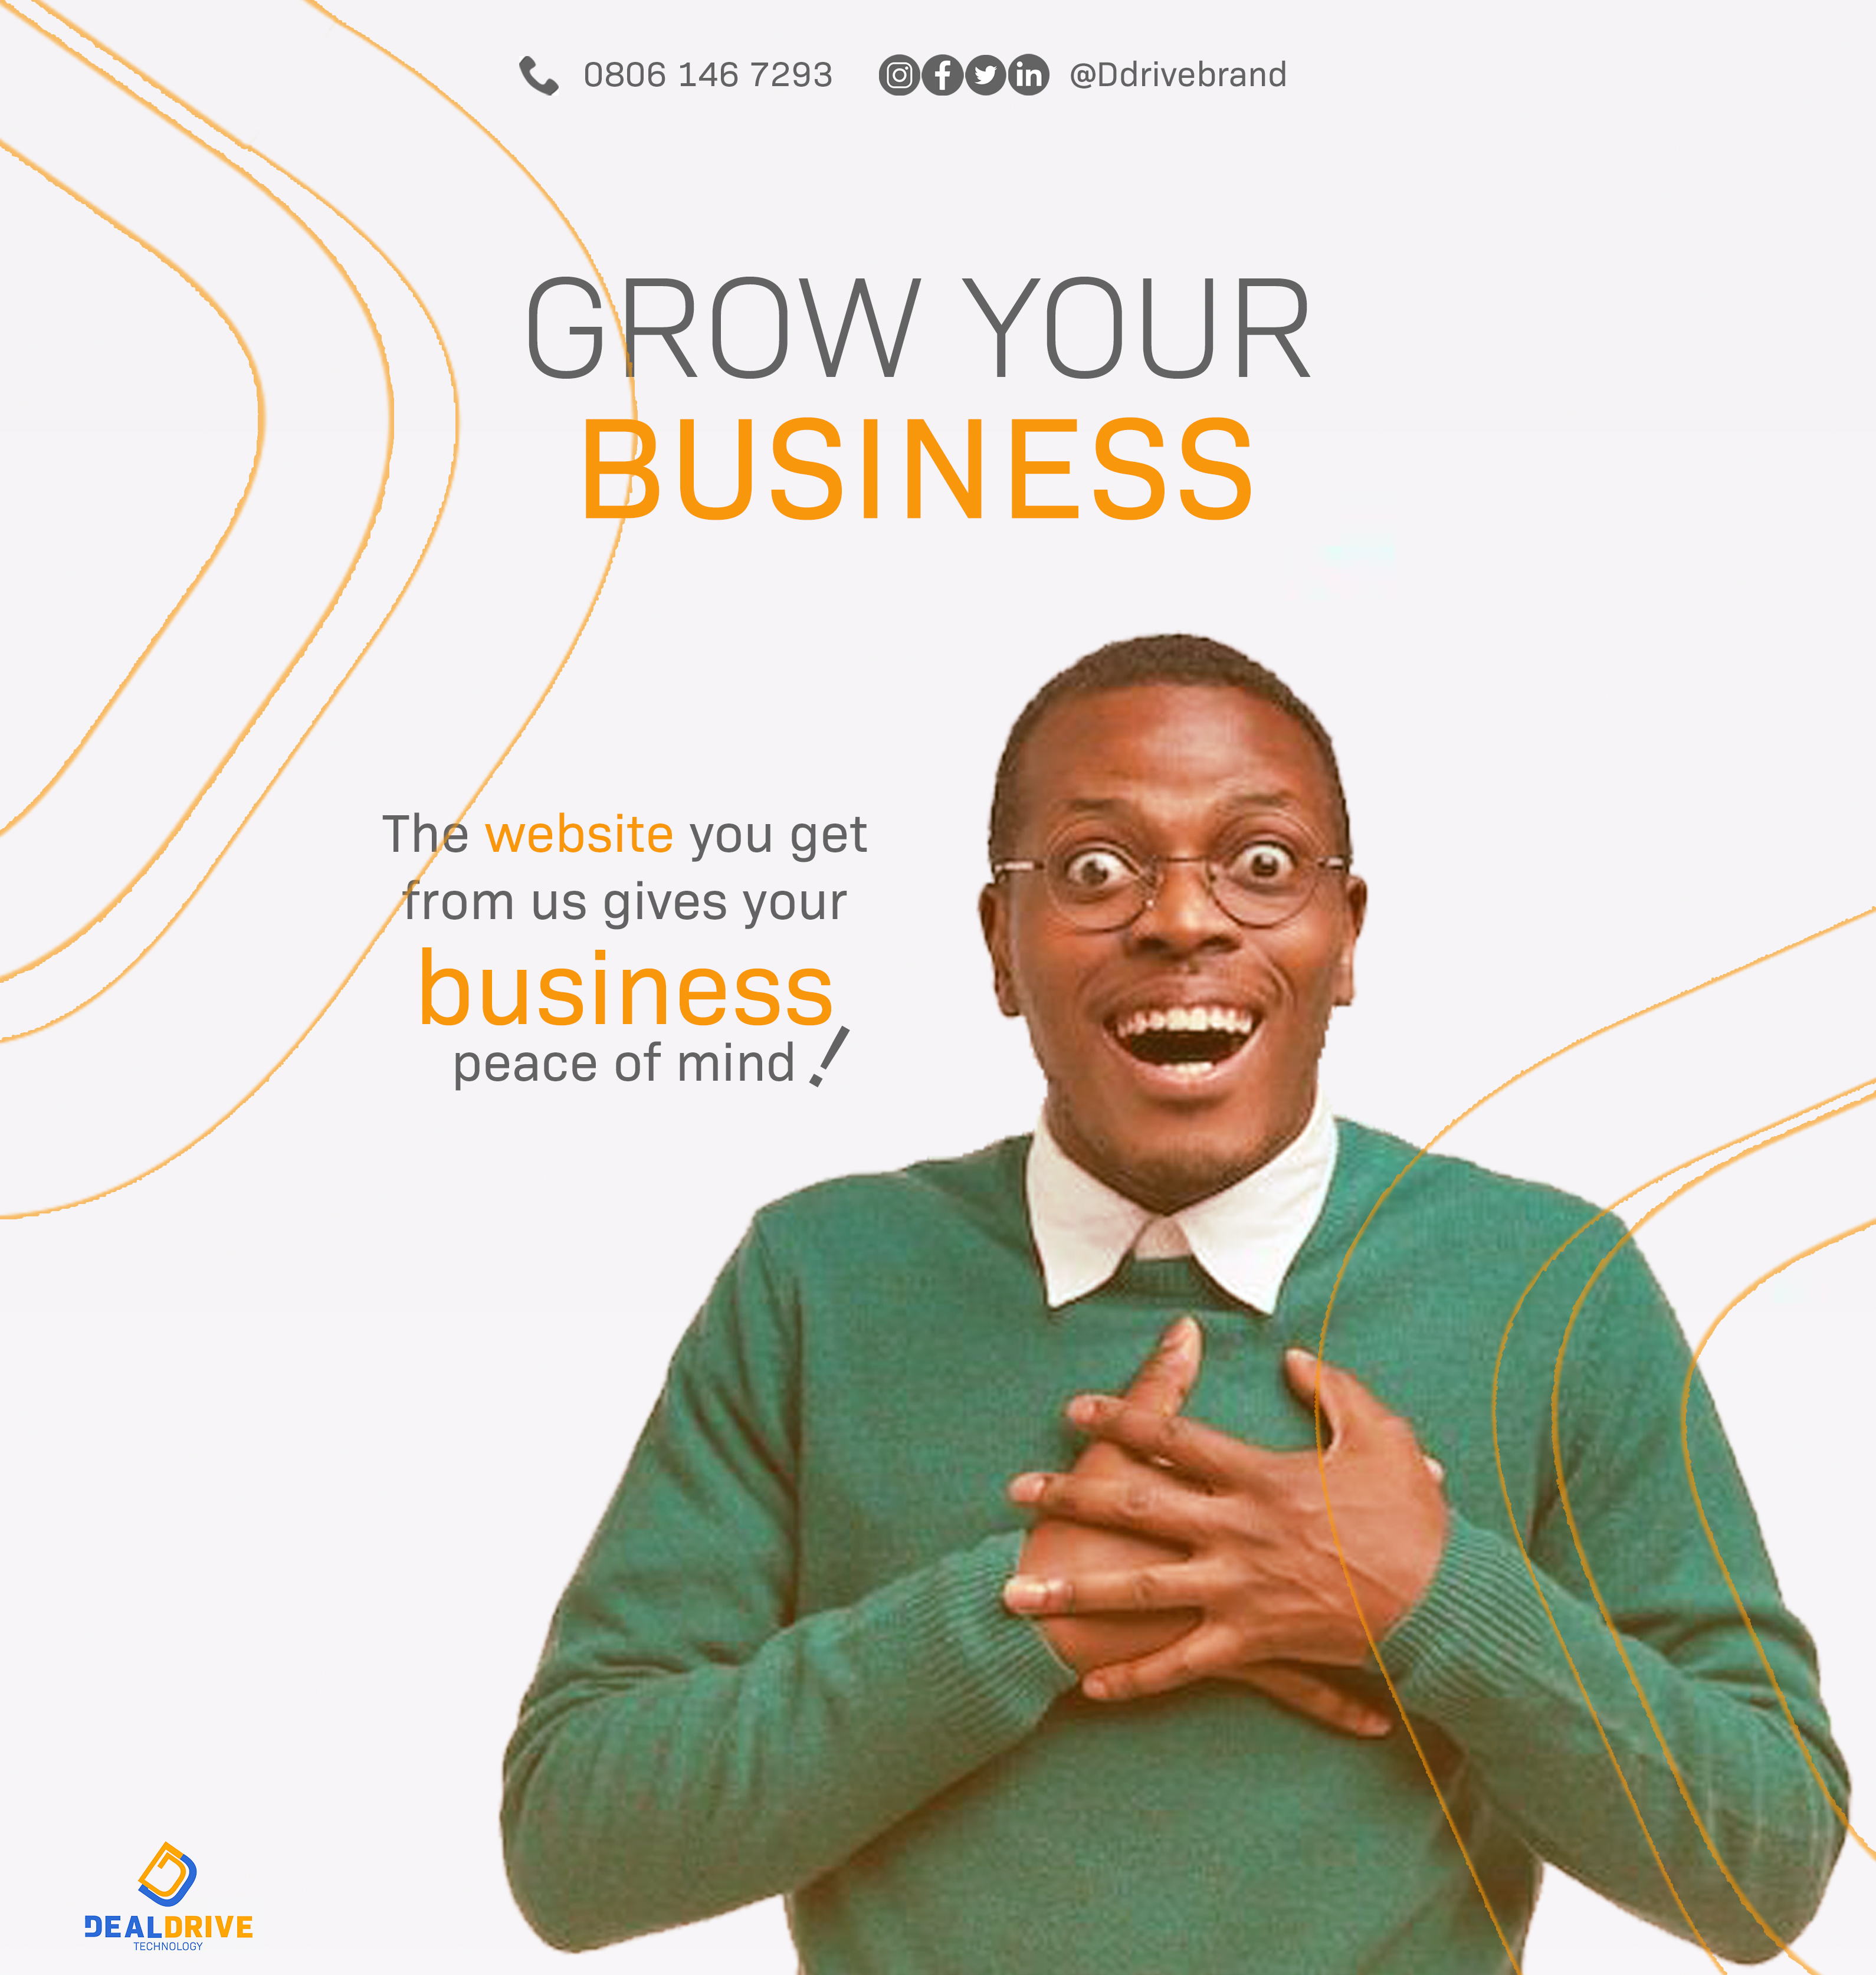 0806 146 7293 @Ddrivebrand
GROW YOUR
BUSINESS
The website you get
from us gives your
business
peace of mind!
DEALDRIVE
TECHNOLOGY